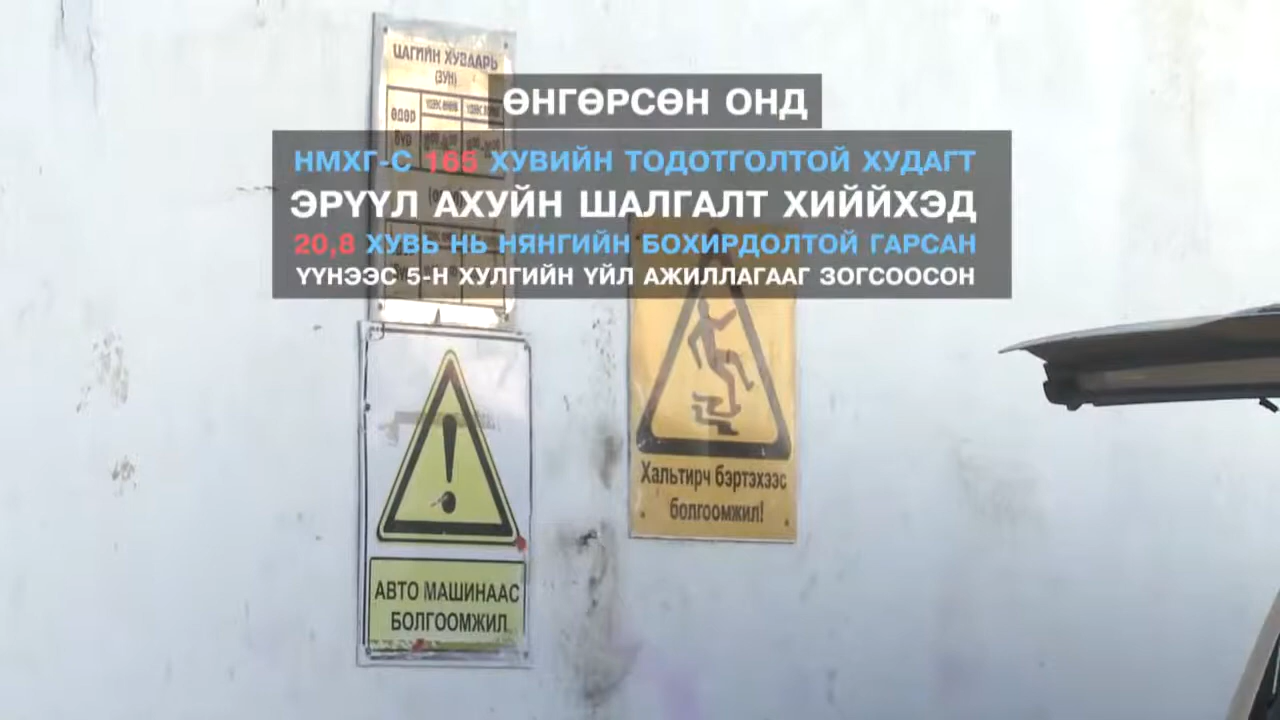 ЦАГИЙН ХУВААРЬ
(ЗУН)
ӨДӨР
ӨНГӨРСӨН ОНД
НМХГ-С 165 ХУВИЙН ТОДОТГОЛТОЙ ХУДАГТ
ЭРҮҮЛ АХУЙН ШАЛГАЛТ ХИЙЙХЭД
20,8 ХУВЬ НЬ НЯНГИЙН БОХИРДОЛТОЙ ГАРСАН
ҮҮНЭЭС 5-Н ХУЛГИЙН ҮЙЛ АЖИЛЛАГААГ ЗОГСООСОН
Хальтирч бэртэхээс
болгоомжил!
АВТО МАШИНААС
БОЛГООМЖИЛ